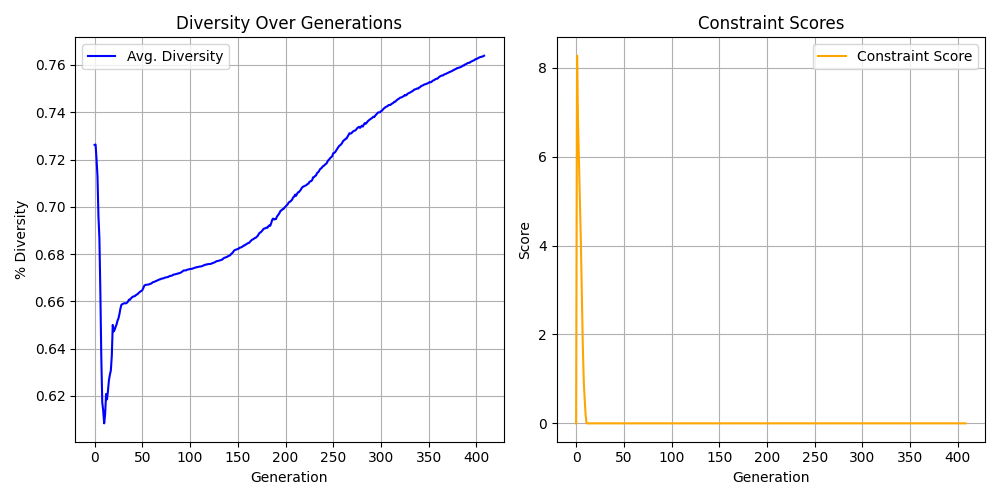 Diversity Over Generations
Avg. Diversity
% Diversity
0.76
0.74
0.72
0.70
0.68
0.66
0.64
0.62
0 50 100 150 200 250 300 350 400
Generation
Constraint Scores
Constraint Score
Score
8
6
4
2
0
0 50 100 150 200 250 300 350 400
Generation